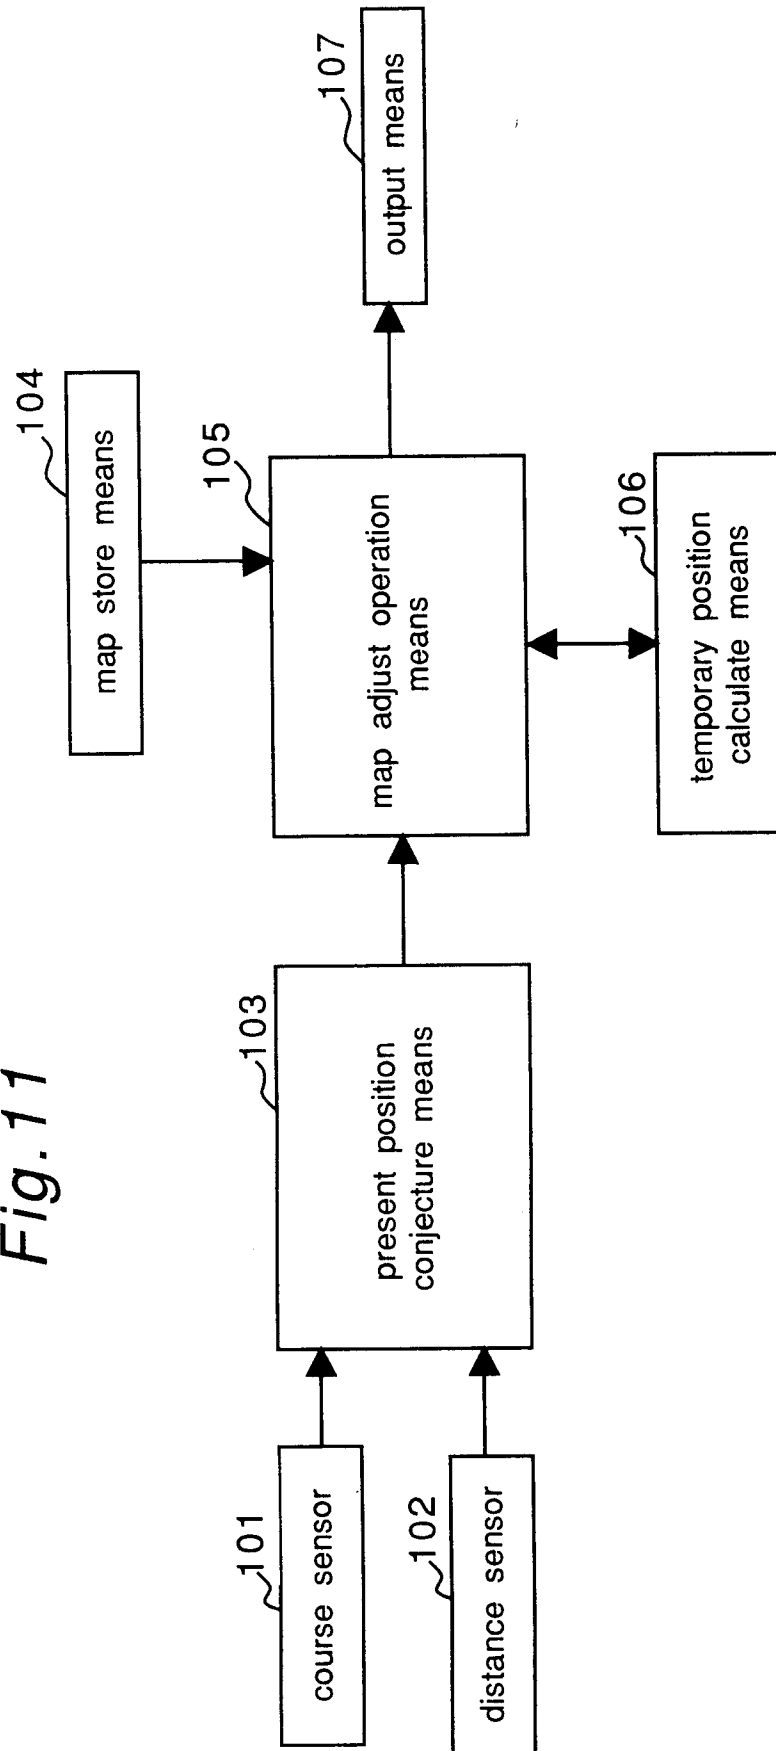 Fig.11
101
course sensor
102
distance sensor
103
present position
conjecture means
104
map store means
105
map adjust operation
means
106
temporary position
calculate means
107
output means